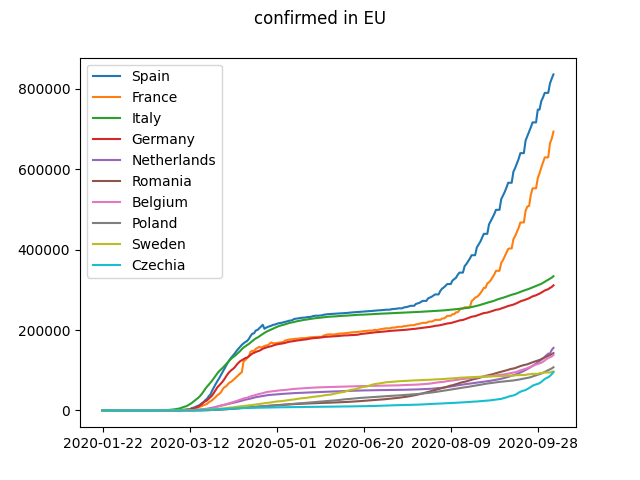 confirmed in EU
Spain
France
Italy
Germany
Netherlands
Romania
Belgium
Poland
Sweden
Czechia
800000
600000
400000
200000
0
2020-01-22 2020-03-12 2020-05-01 2020-06-20 2020-08-09 2020-09-28